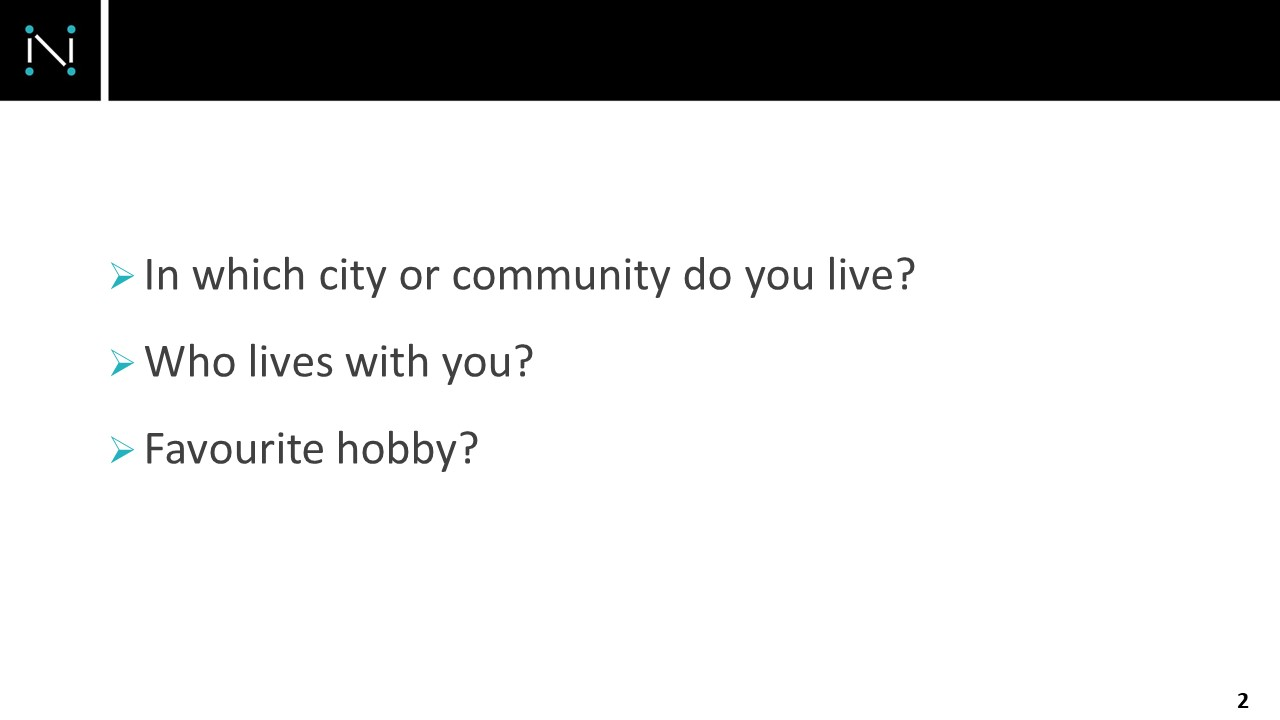 In which city or community do you live?
Who lives with you?
Favourite hobby?
2